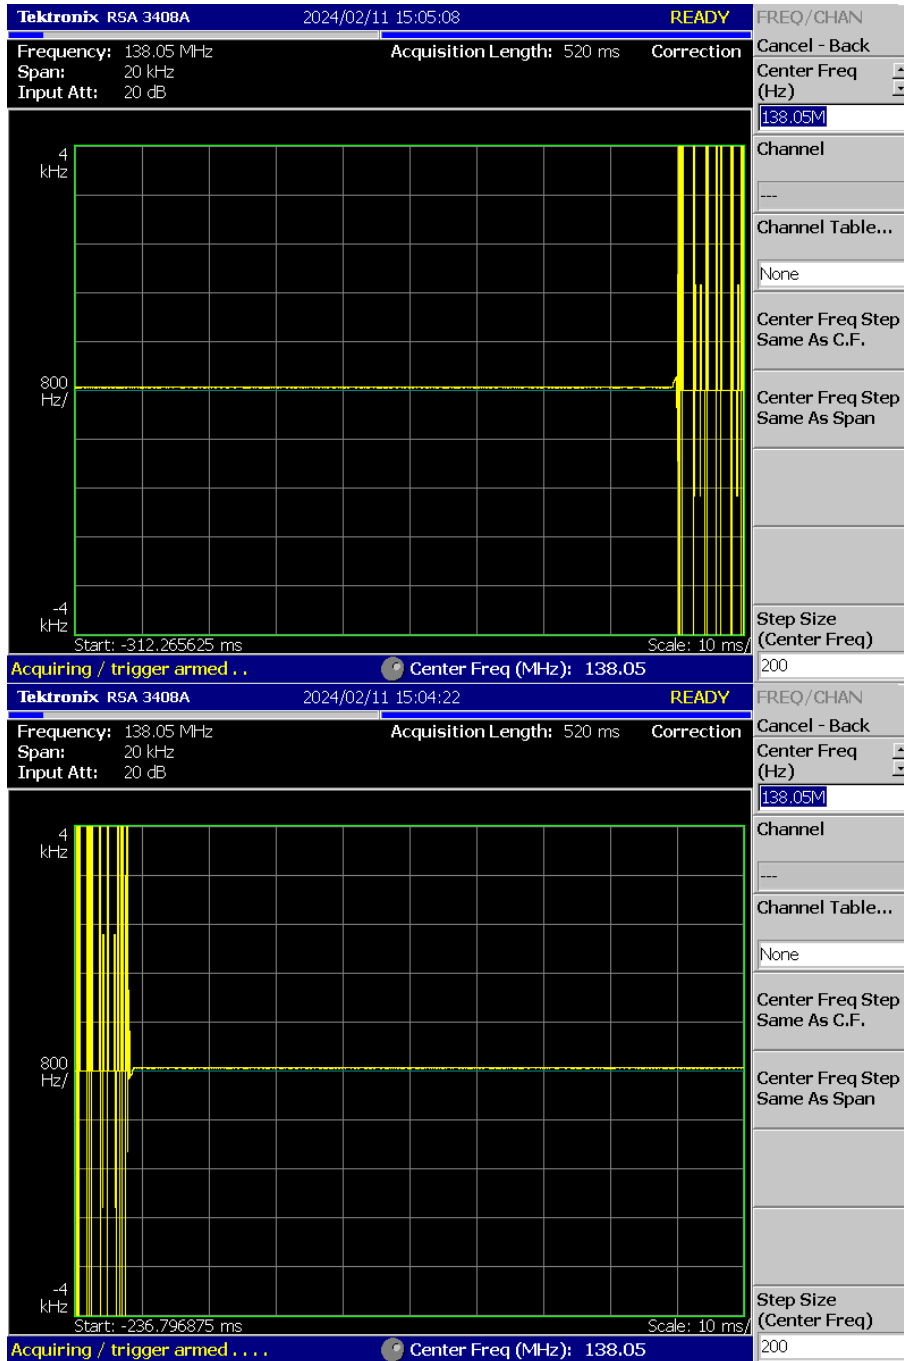 Tektronix RSA 3408A 2024/02/11 15:05:08 READY FREQ/CHAN
Cancel - Back
Frequency: 138.05 MHz Acquisition Length: 520 ms Correction
Span: 20 kHz
Input Att: 20 dB
Center Freq
(Hz)
138.05M
4
kHz
Channel
---
Channel Table...
None
Center Freq Step
Same As C.F.
800
Hz/
Center Freq Step
Same As Span
-4
kHz
Start: -312.265625 ms Scale: 10 ms/
Step Size
(Center Freq)
200
Acquiring / trigger armed . . Center Freq (MHz): 138.05
Tektronix RSA 3408A 2024/02/11 15:04:22 READY FREQ/CHAN
Cancel - Back
Frequency: 138.05 MHz Acquisition Length: 520 ms Correction
Span: 20 kHz
Input Att: 20 dB
Center Freq
(Hz)
138.05M
4
kHz
Channel
---
Channel Table...
None
Center Freq Step
Same As C.F.
800
Hz/
Center Freq Step
Same As Span
-4
kHz
Start: -236.796875 ms Scale: 10 ms/
Step Size
(Center Freq)
200
Acquiring / trigger armed . . . . Center Freq (MHz): 138.05